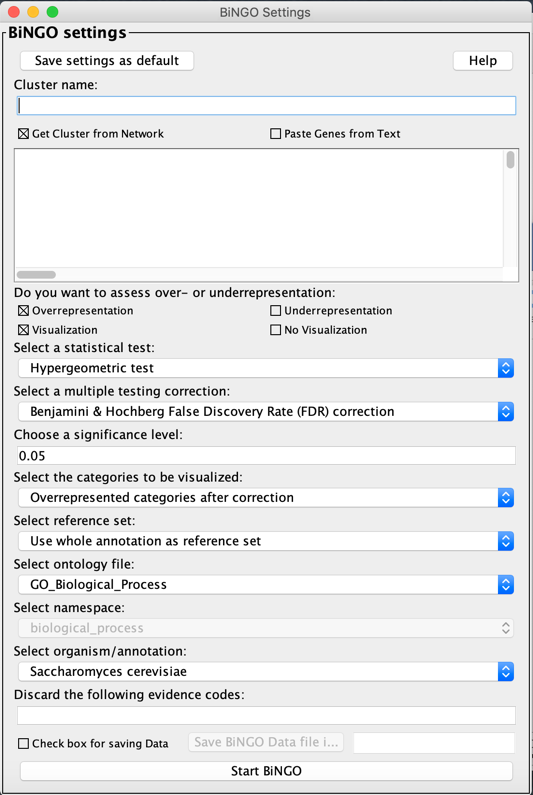 BiNGO Settings
BiNGO settings
Save settings as default Help
Cluster name:
Get Cluster from Network Paste Genes from Text
Do you want to assess over- or underrepresentation:
Overrepresentation Underrepresentation
Visualization No Visualization
Select a statistical test:
Hypergeometric test
Select a multiple testing correction:
Benjamini & Hochberg False Discovery Rate (FDR) correction
Choose a significance level:
0.05
Select the categories to be visualized:
Overrepresented categories after correction
Select reference set:
Use whole annotation as reference set
Select ontology file:
GO_Biological_Process
Select namespace:
biological_process
Select organism/annotation:
Saccharomyces cerevisiae
Discard the following evidence codes:
Check box for saving Data Save BiNGO Data file i...
Start BiNGO